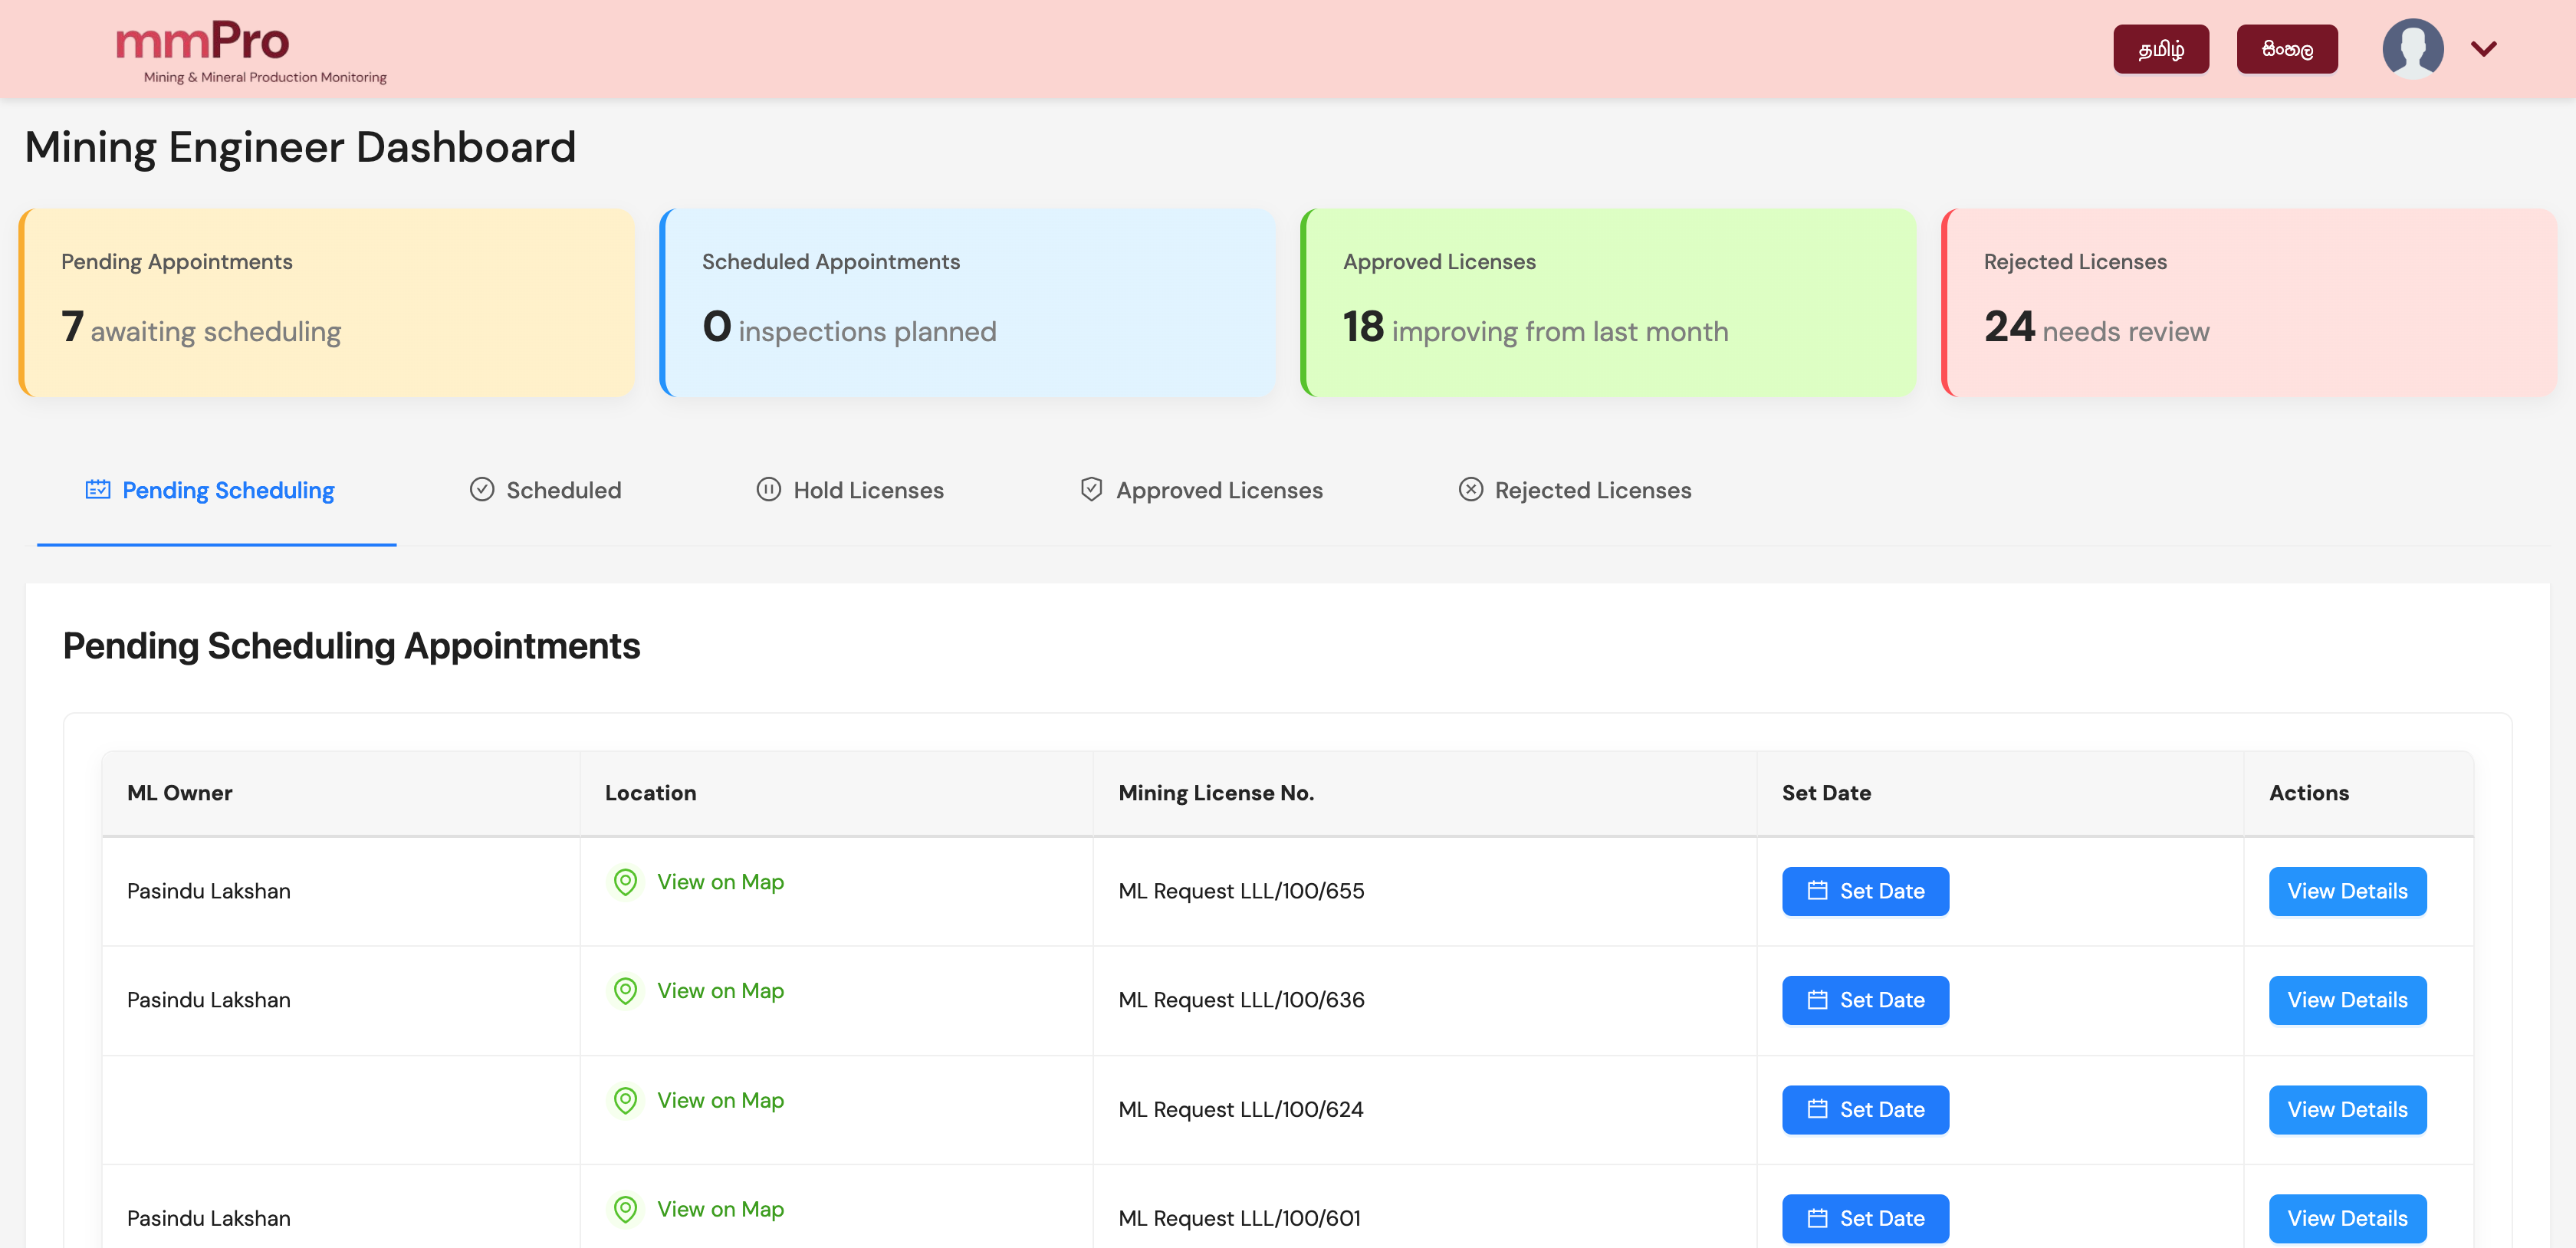 mmPro
Mining & Mineral Production Monitoring
தமிழ்
සිංහල
Mining Engineer Dashboard
Pending Appointments
7 awaiting scheduling
Scheduled Appointments
0 inspections planned
Approved Licenses
18 improving from last month
Rejected Licenses
24 needs review
Pending Scheduling
Scheduled
Hold Licenses
Approved Licenses
Rejected Licenses
Pending Scheduling Appointments
ML Owner Location Mining License No. Set Date Actions
Pasindu Lakshan View on Map ML Request LLL/100/655 Set Date View Details
Pasindu Lakshan View on Map ML Request LLL/100/636 Set Date View Details
View on Map ML Request LLL/100/624 Set Date View Details
Pasindu Lakshan View on Map ML Request LLL/100/601 Set Date View Details